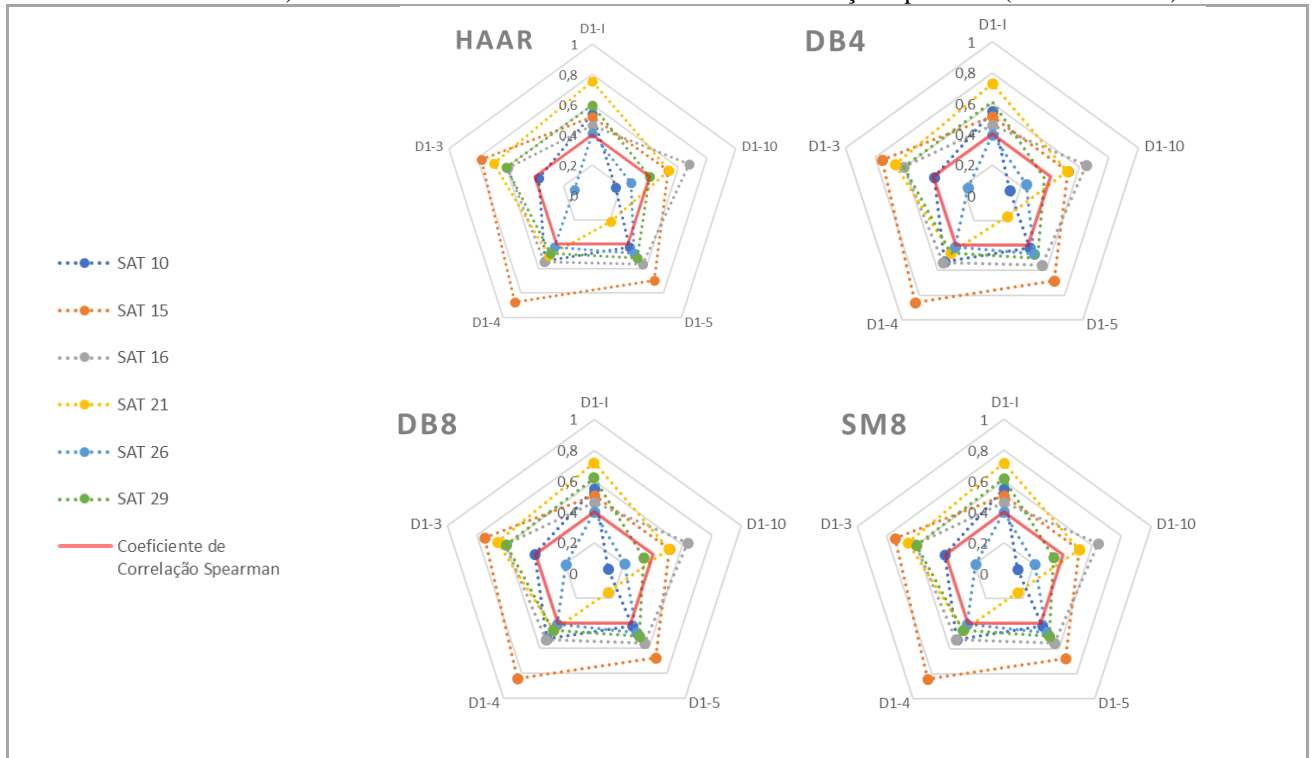 HAAR
D1-I
1
0,8
0,6
0,4
0,2
0
D1-10
D1-5
D1-4
D1-3
DB4
D1-I
1
0,8
0,6
0,4
0,2
0
D1-10
D1-5
D1-4
D1-3
SAT 10
SAT 15
SAT 16
SAT 21
SAT 26
SAT 29
Coeficiente de
Correlação Spearman
DB8
D1-I
1
0,8
0,6
0,4
0,2
0
D1-10
D1-5
D1-4
D1-3
SM8
D1-I
1
0,8
0,6
0,4
0,2
0
D1-10
D1-5
D1-4
D1-3